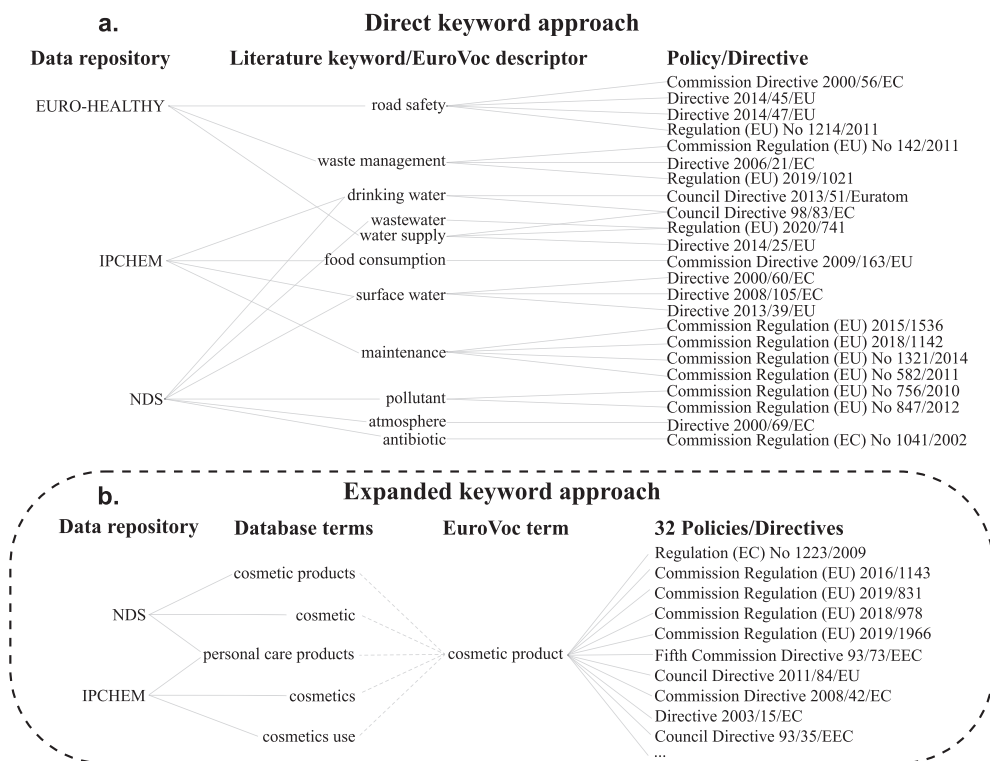 a.
Direct keyword approach
Data repository
Literature keyword/EuroVoc descriptor
Policy/Directive
EURO-HEALTHY
IPCHEM
NDS
road safety
waste management
drinking water
wastewater
water supply
food consumption
surface water
maintenance
pollutant
atmosphere
antibiotic
Commission Directive 2000/56/EC
Directive 2014/45/EU
Directive 2014/47/EU
Regulation (EU) No 1214/2011
Commission Regulation (EU) No 142/2011
Directive 2006/21/EC
Regulation (EU) 2019/1021
Council Directive 2013/51/Euratom
Council Directive 98/83/EC
Regulation (EU) 2020/741
Directive 2014/25/EU
Commission Directive 2009/163/EU
Directive 2000/60/EC
Directive 2008/105/EC
Directive 2013/39/EU
Commission Regulation (EU) 2015/1536
Commission Regulation (EU) 2018/1142
Commission Regulation (EU) No 1321/2014
Commission Regulation (EU) No 582/2011
Commission Regulation (EU) No 756/2010
Commission Regulation (EU) No 847/2012
Directive 2000/69/EC
Commission Regulation (EC) No 1041/2002
b.
Expanded keyword approach
Data repository
Database terms
EuroVoc term
32 Policies/Directives
NDS
IPCHEM
cosmetic products
cosmetic
personal care products
cosmetics
cosmetics use
cosmetic product
Regulation (EC) No 1223/2009
Commission Regulation (EU) 2016/1143
Commission Regulation (EU) 2019/831
Commission Regulation (EU) 2018/978
Commission Regulation (EU) 2019/1966
Fifth Commission Directive 93/73/EEC
Council Directive 2011/84/EU
Commission Directive 2008/42/EC
Directive 2003/15/EC
Council Directive 93/35/EEC
...